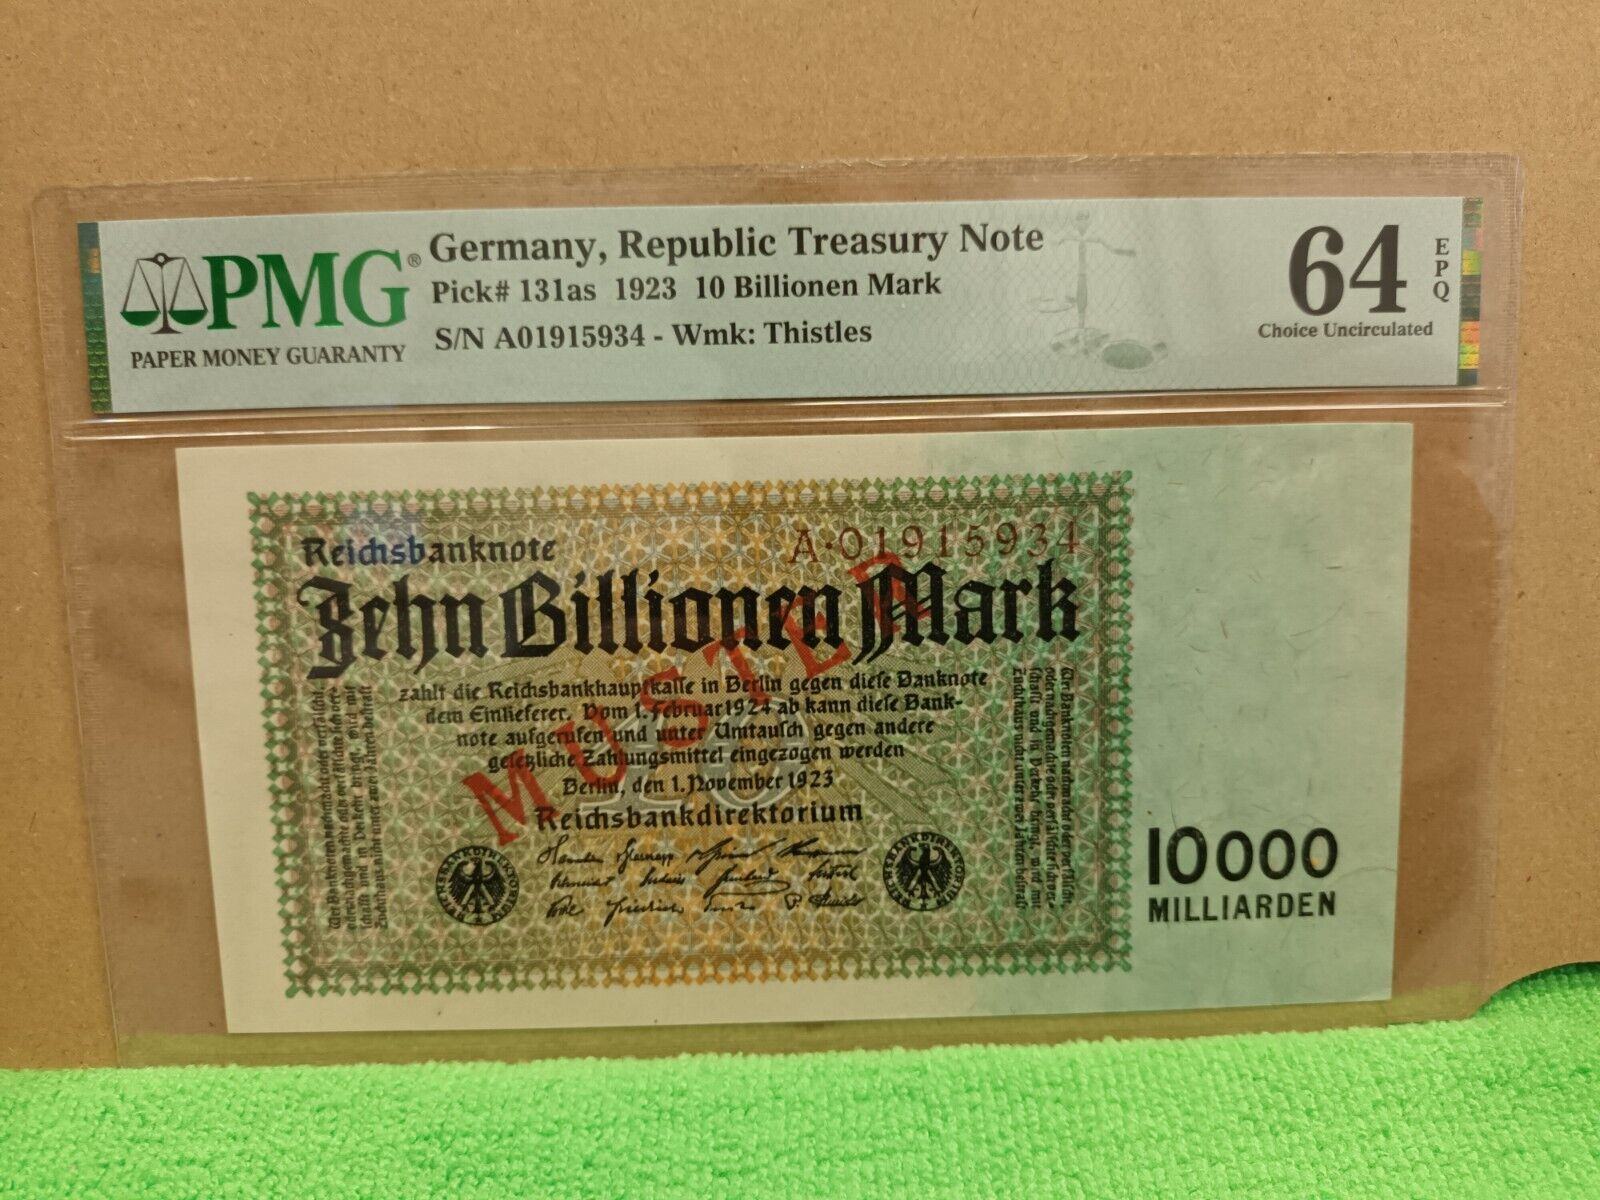 PMG®
PAPER MONEY GUARANTY
Germany, Republic Treasury Note
Pick# 131as 1923 10 Billionen Mark
S/N A01915934 - Wmk: Thistles
64
EPQ
Choice Uncirculated
Reichsbanknote
A·01915934
Zehn Billionen Mark
zahlt die Reichsbankhauptkasse in Berlin gegen diese Banknote
dem Einlieferer. Vom 1. Februar 1924 ab kann diese Bank-
note aufgerufen und unter Umtausch gegen andere
gesetzliche Zahlungsmittel eingezogen werden
Berlin, den 1. November 1923
Reichsbankdirektorium
MUSTER
REICHSBANKDIREKTORIUM
REICHSBANKDIREKTORIUM
10000
MILLIARDEN